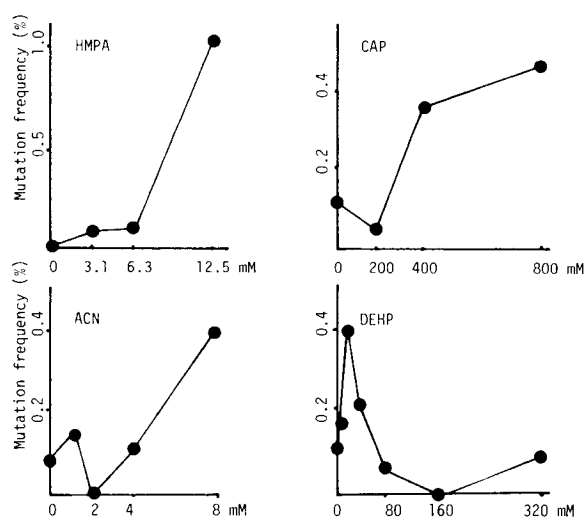 HMPA
Mutation frequency (%)
1.0
0.5
0 3.1 6.3 12.5 mM
CAP
0.4
0.2
0 200 400 800 mM
ACN
Mutation frequency (%)
0.4
0.2
0 2 4 8 mM
DEHP
0.4
0.2
0 80 160 320 mM